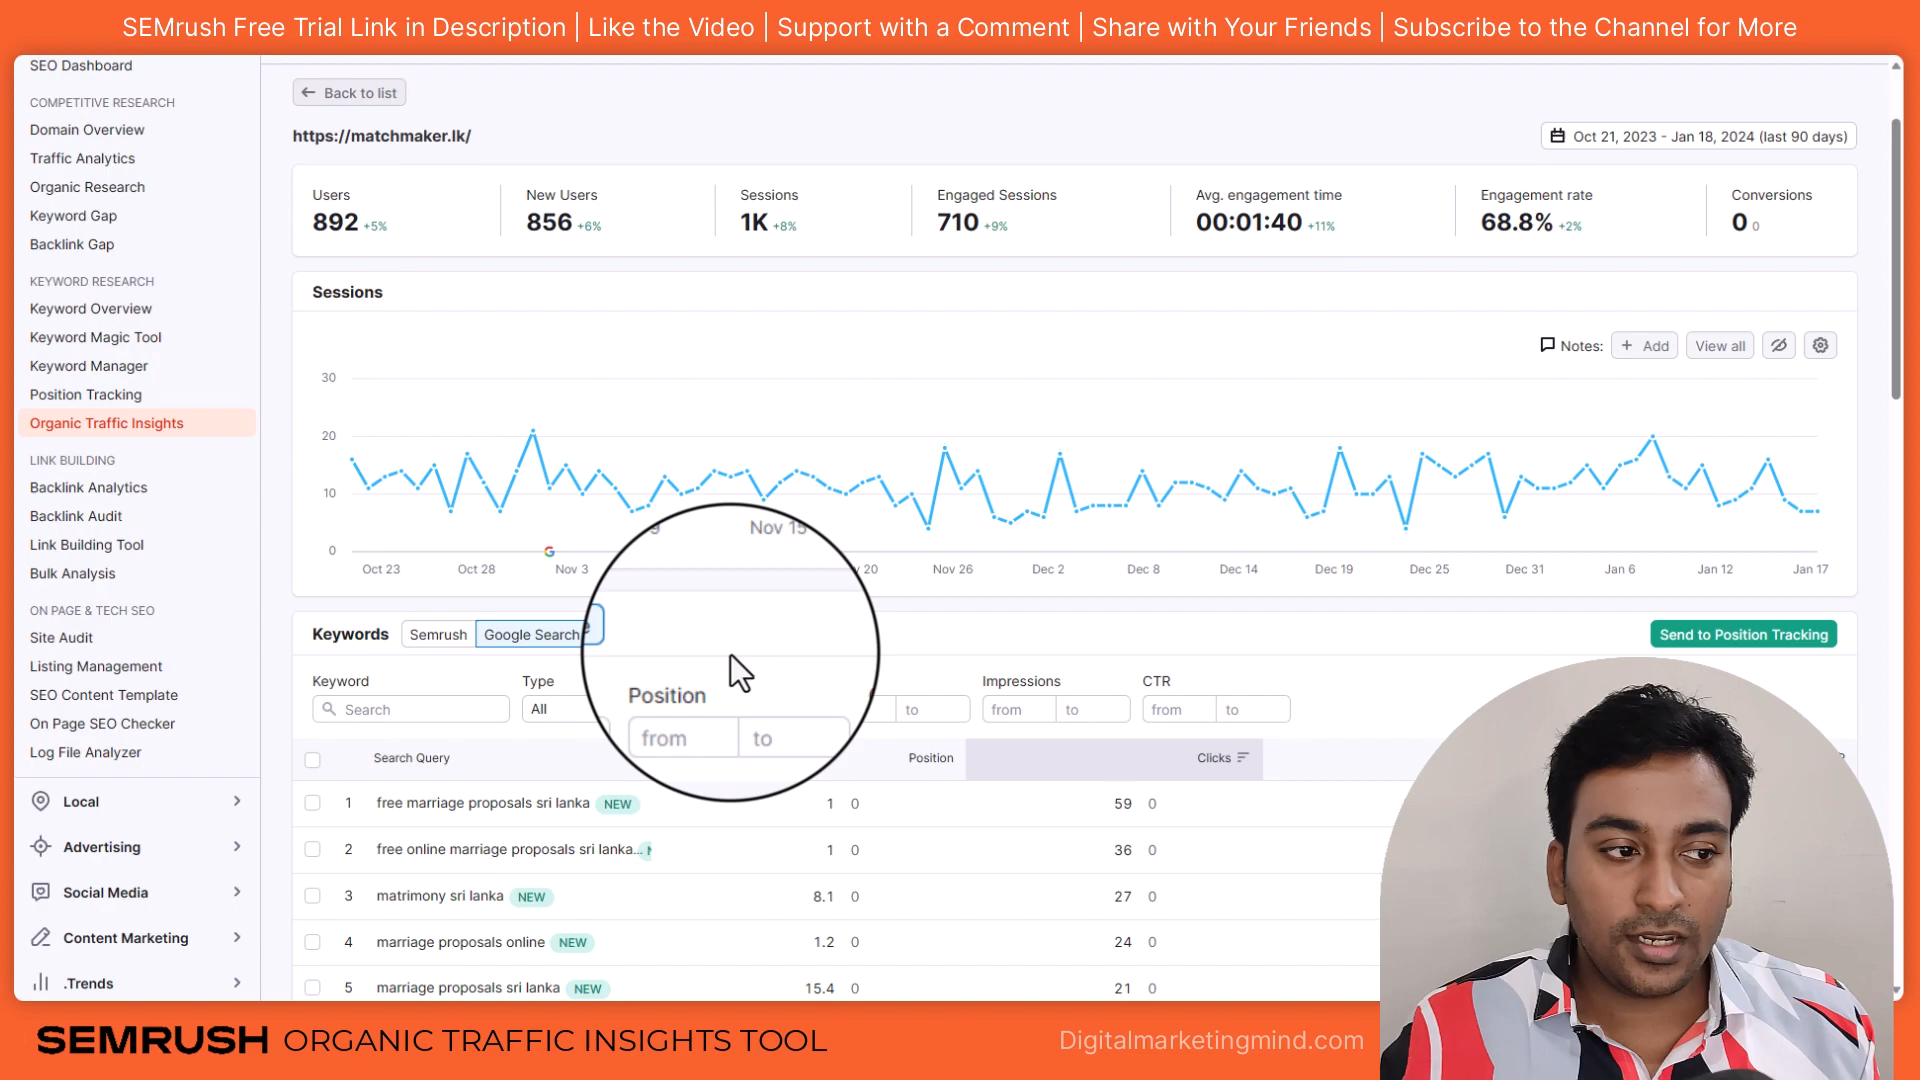 SEMrush Free Trial Link in Description | Like the Video | Support with a Comment | Share with Your Friends | Subscribe to the Channel for More
SEO Dashboard
COMPETITIVE RESEARCH
Domain Overview
Traffic Analytics
Organic Research
Keyword Gap
Backlink Gap
KEYWORD RESEARCH
Keyword Overview
Keyword Magic Tool
Keyword Manager
Position Tracking
Organic Traffic Insights
LINK BUILDING
Backlink Analytics
Backlink Audit
Link Building Tool
Bulk Analysis
ON PAGE & TECH SEO
Site Audit
Listing Management
SEO Content Template
On Page SEO Checker
Log File Analyzer
Local
Advertising
Social Media
Content Marketing
.Trends
Back to list
https://matchmaker.lk/
Oct 21, 2023 - Jan 18, 2024 (last 90 days)
Users
892 +5%
New Users
856 +6%
Sessions
1K +8%
Engaged Sessions
710 +9%
Avg. engagement time
00:01:40 +11%
Engagement rate
68.8% +2%
Conversions
0 0
Sessions
Notes: + Add View all
30
20
10
0
Oct 23 Oct 28 Nov 3 Nov 15 20 Nov 26 Dec 2 Dec 8 Dec 14 Dec 19 Dec 25 Dec 31 Jan 6 Jan 12 Jan 17
Keywords Semrush Google Search
Send to Position Tracking
Keyword Type Position Impressions CTR
Search All from to to from to from to
Search Query Position Clicks
1 free marriage proposals sri lanka NEW 1 0 59 0
2 free online marriage proposals sri lanka... 1 0 36 0
3 matrimony sri lanka NEW 8.1 0 27 0
4 marriage proposals online NEW 1.2 0 24 0
5 marriage proposals sri lanka NEW 15.4 0 21 0
SEMRUSH ORGANIC TRAFFIC INSIGHTS TOOL
Digitalmarketingmind.com